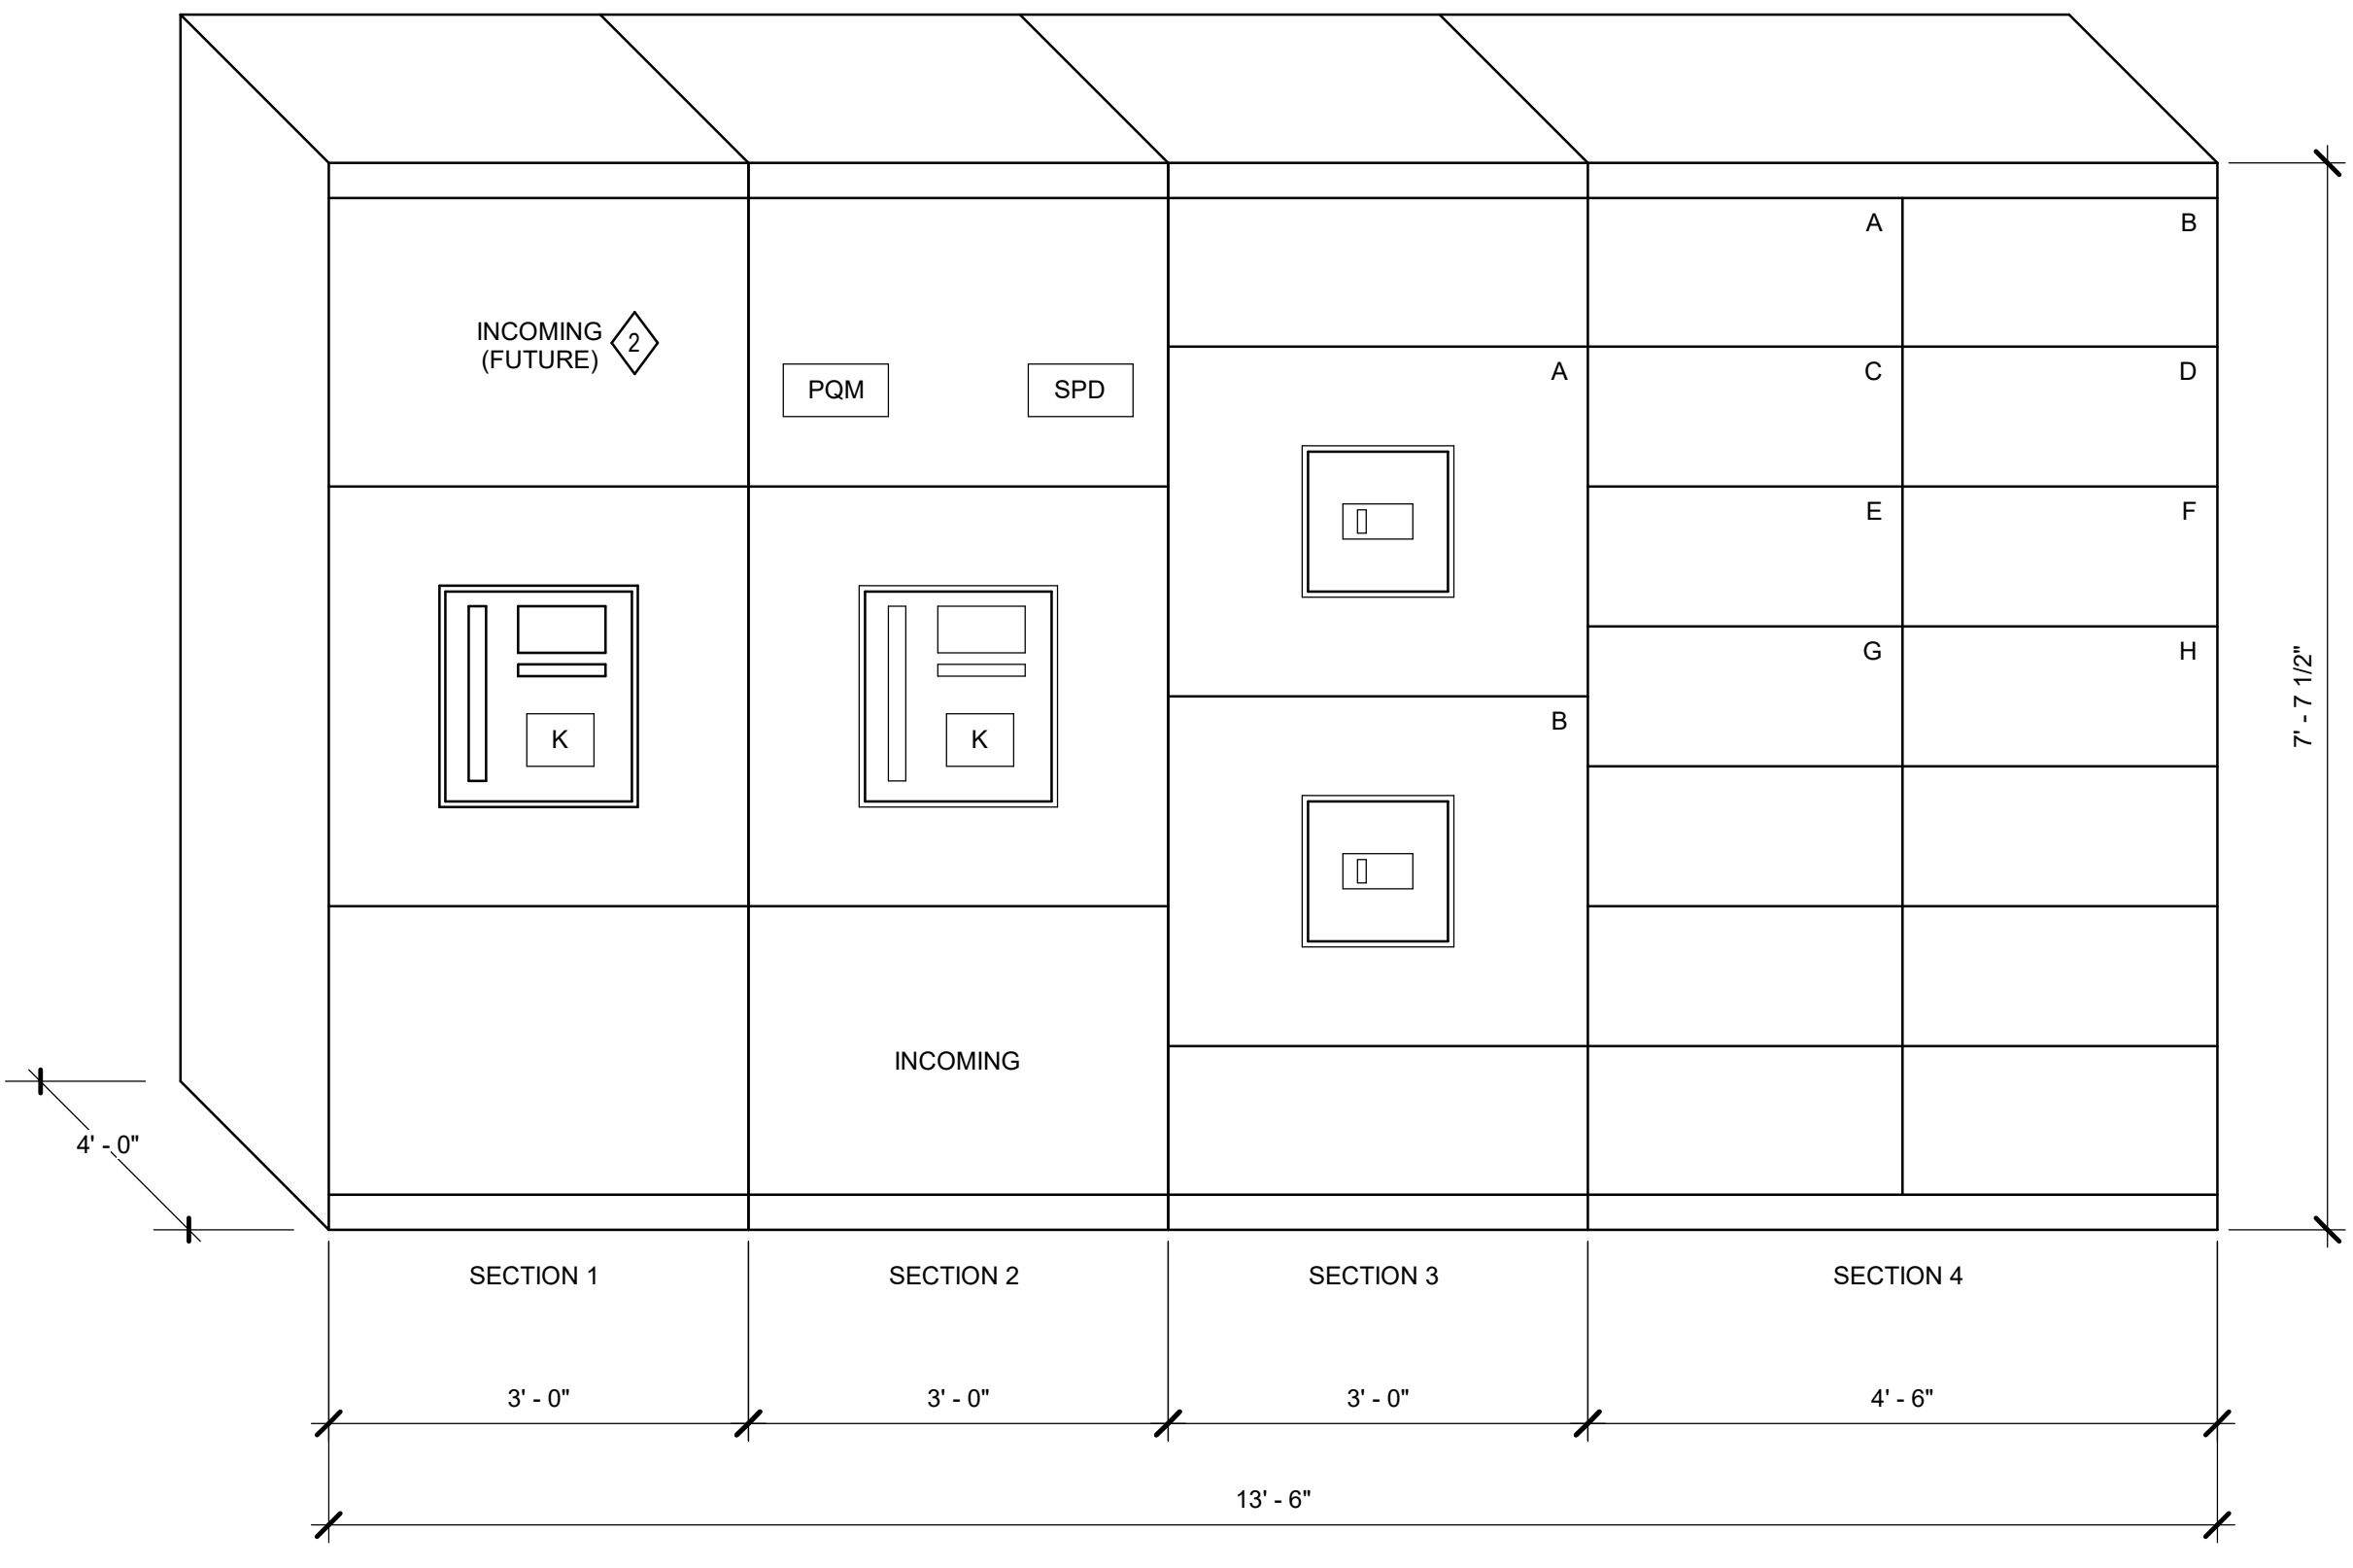 A
B
INCOMING
(FUTURE)
2
PQM
SPD
A
C
D
E
F
G
H
7' - 7 1/2"
K
K
B
INCOMING
4' - 0"
SECTION 1
SECTION 2
SECTION 3
SECTION 4
3' - 0"
3' - 0"
3' - 0"
4' - 6"
13' - 6"